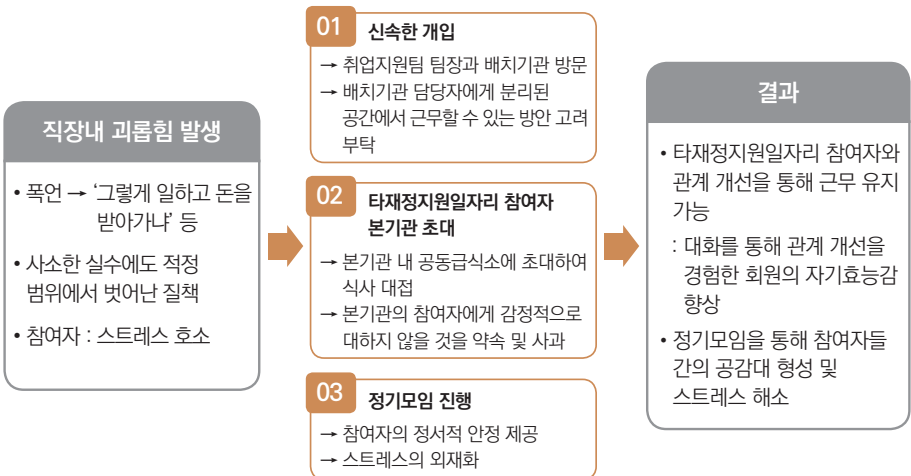 직장내 괴롭힘 발생
• 폭언 → ‘그렇게 일하고 돈을
받아가냐’ 등
• 사소한 실수에도 적정
범위에서 벗어난 질책
• 참여자 : 스트레스 호소
01 신속한 개입
→ 취업지원팀 팀장과 배치기관 방문
→ 배치기관 담당자에게 분리된
공간에서 근무할 수 있는 방안 고려
부탁
02 타재정지원일자리 참여자
본기관 초대
→ 본기관 내 공동급식소에 초대하여
식사 대접
→ 본기관의 참여자에게 감정적으로
대하지 않을 것을 약속 및 사과
03 정기모임 진행
→ 참여자의 정서적 안정 제공
→ 스트레스의 외재화
결과
• 타재정지원일자리 참여자와
관계 개선을 통해 근무 유지
가능
: 대화를 통해 관계 개선을
경험한 회원의 자기효능감
향상
• 정기모임을 통해 참여자들
간의 공감대 형성 및
스트레스 해소